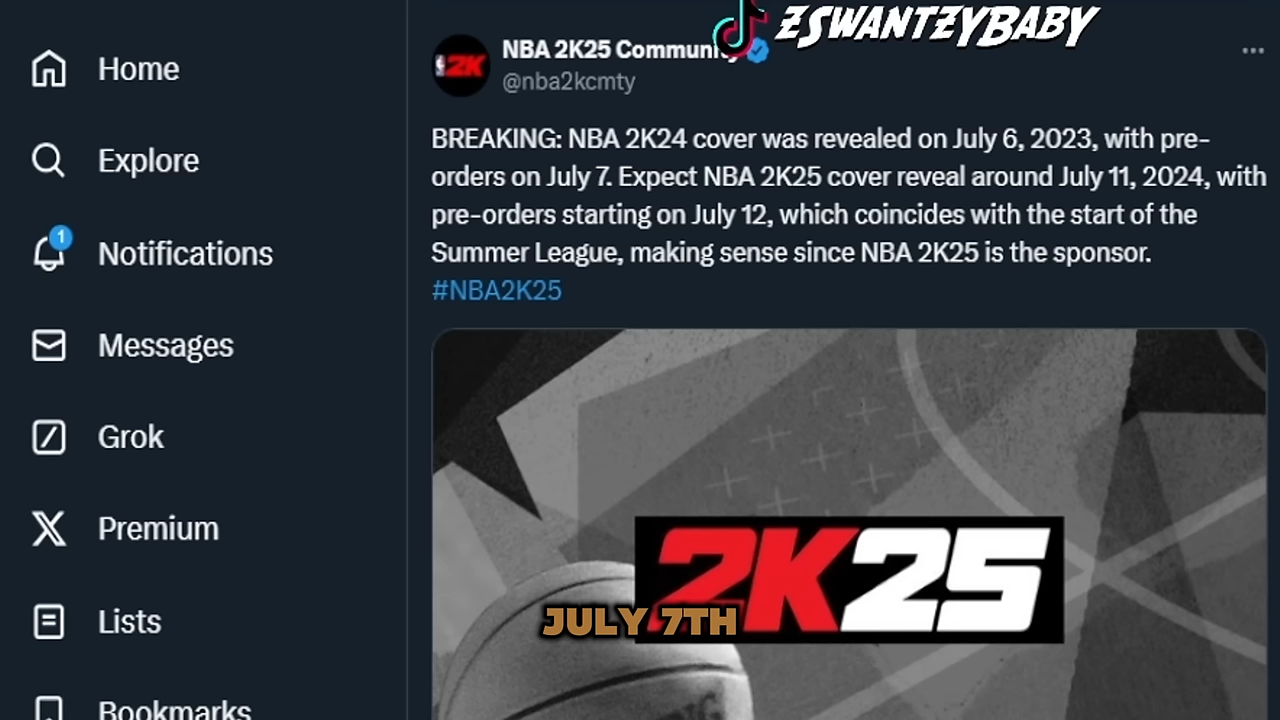 ZSWANTZYBABY
Home
Explore
1
Notifications
Messages
Grok
Premium
Lists
Bookmarks
2K
NBA 2K25 Community
@nba2kcmty
BREAKING: NBA 2K24 cover was revealed on July 6, 2023, with pre-
orders on July 7. Expect NBA 2K25 cover reveal around July 11, 2024, with
pre-orders starting on July 12, which coincides with the start of the
Summer League, making sense since NBA 2K25 is the sponsor.
#NBA2K25
2K25
JULY 7TH